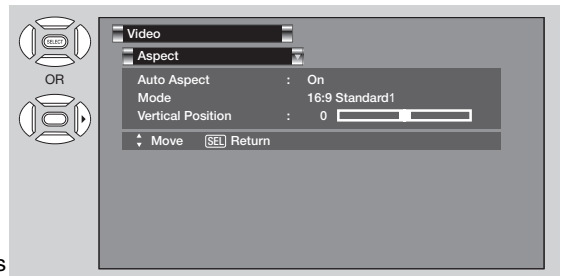 SELECT
OR
Video
Aspect
Auto Aspect : On
Mode 16:9 Standard1
Vertical Position : 0
Move SEL Return
s